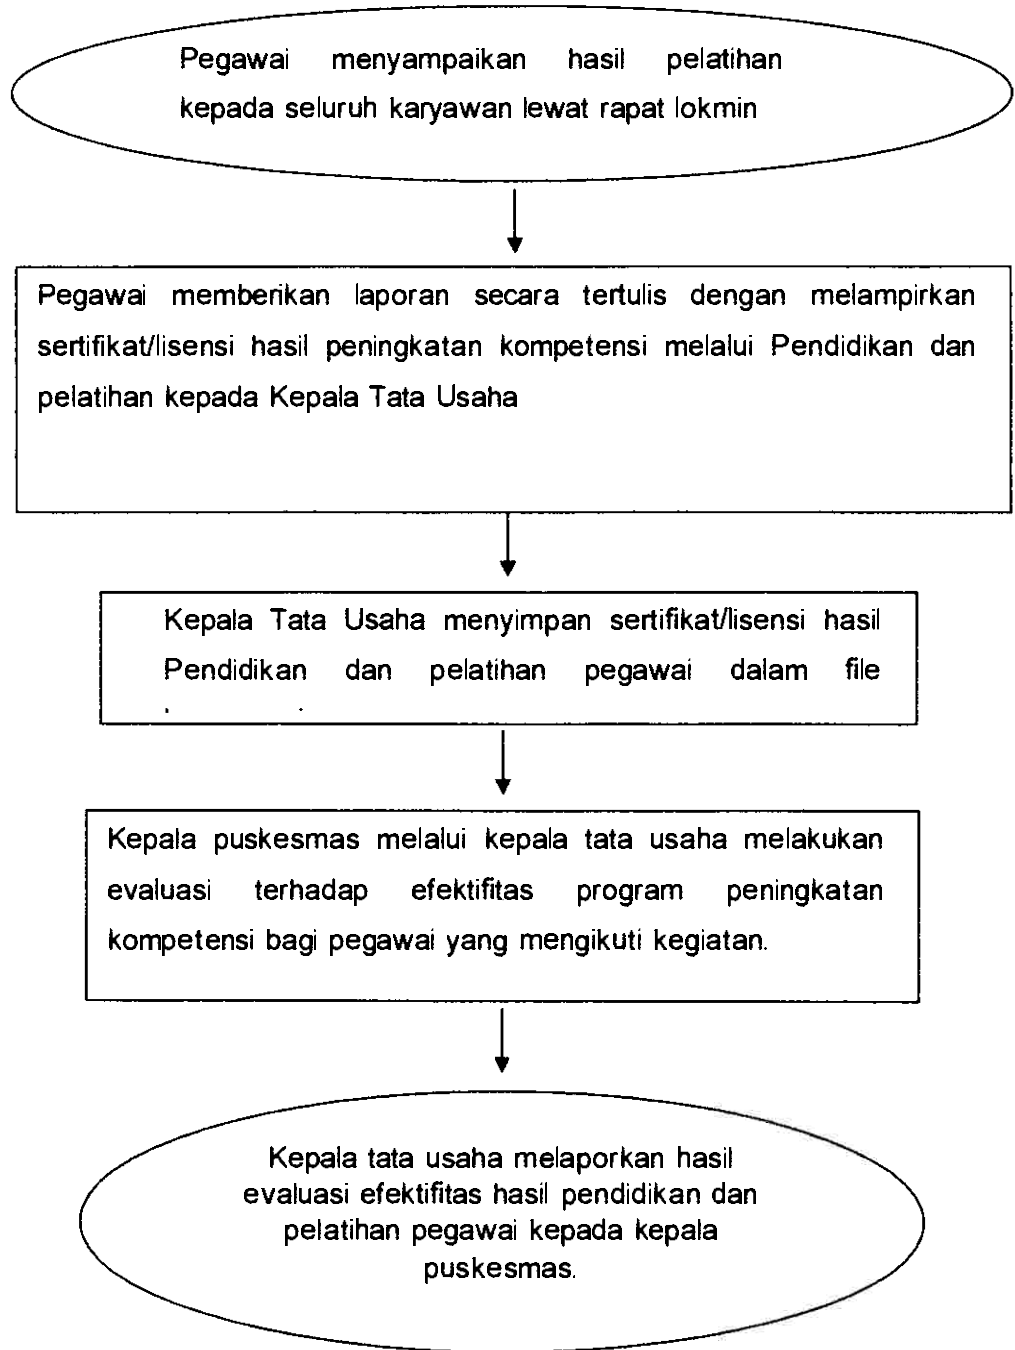 Pegawai menyampaikan hasil pelatihan
kepada seluruh karyawan lewat rapat lokmin
Pegawai memberikan laporan secara tertulis dengan melampirkan
sertifikat/lisensi hasil peningkatan kompetensi melalui Pendidikan dan
pelatihan kepada Kepala Tata Usaha
Kepala Tata Usaha menyimpan sertifikat/lisensi hasil
Pendidikan dan pelatihan pegawai dalam file
Kepala puskesmas melalui kepala tata usaha melakukan
evaluasi terhadap efektifitas program peningkatan
kompetensi bagi pegawai yang mengikuti kegiatan.
Kepala tata usaha melaporkan hasil
evaluasi efektifitas hasil pendidikan dan
pelatihan pegawai kepada kepala
puskesmas.